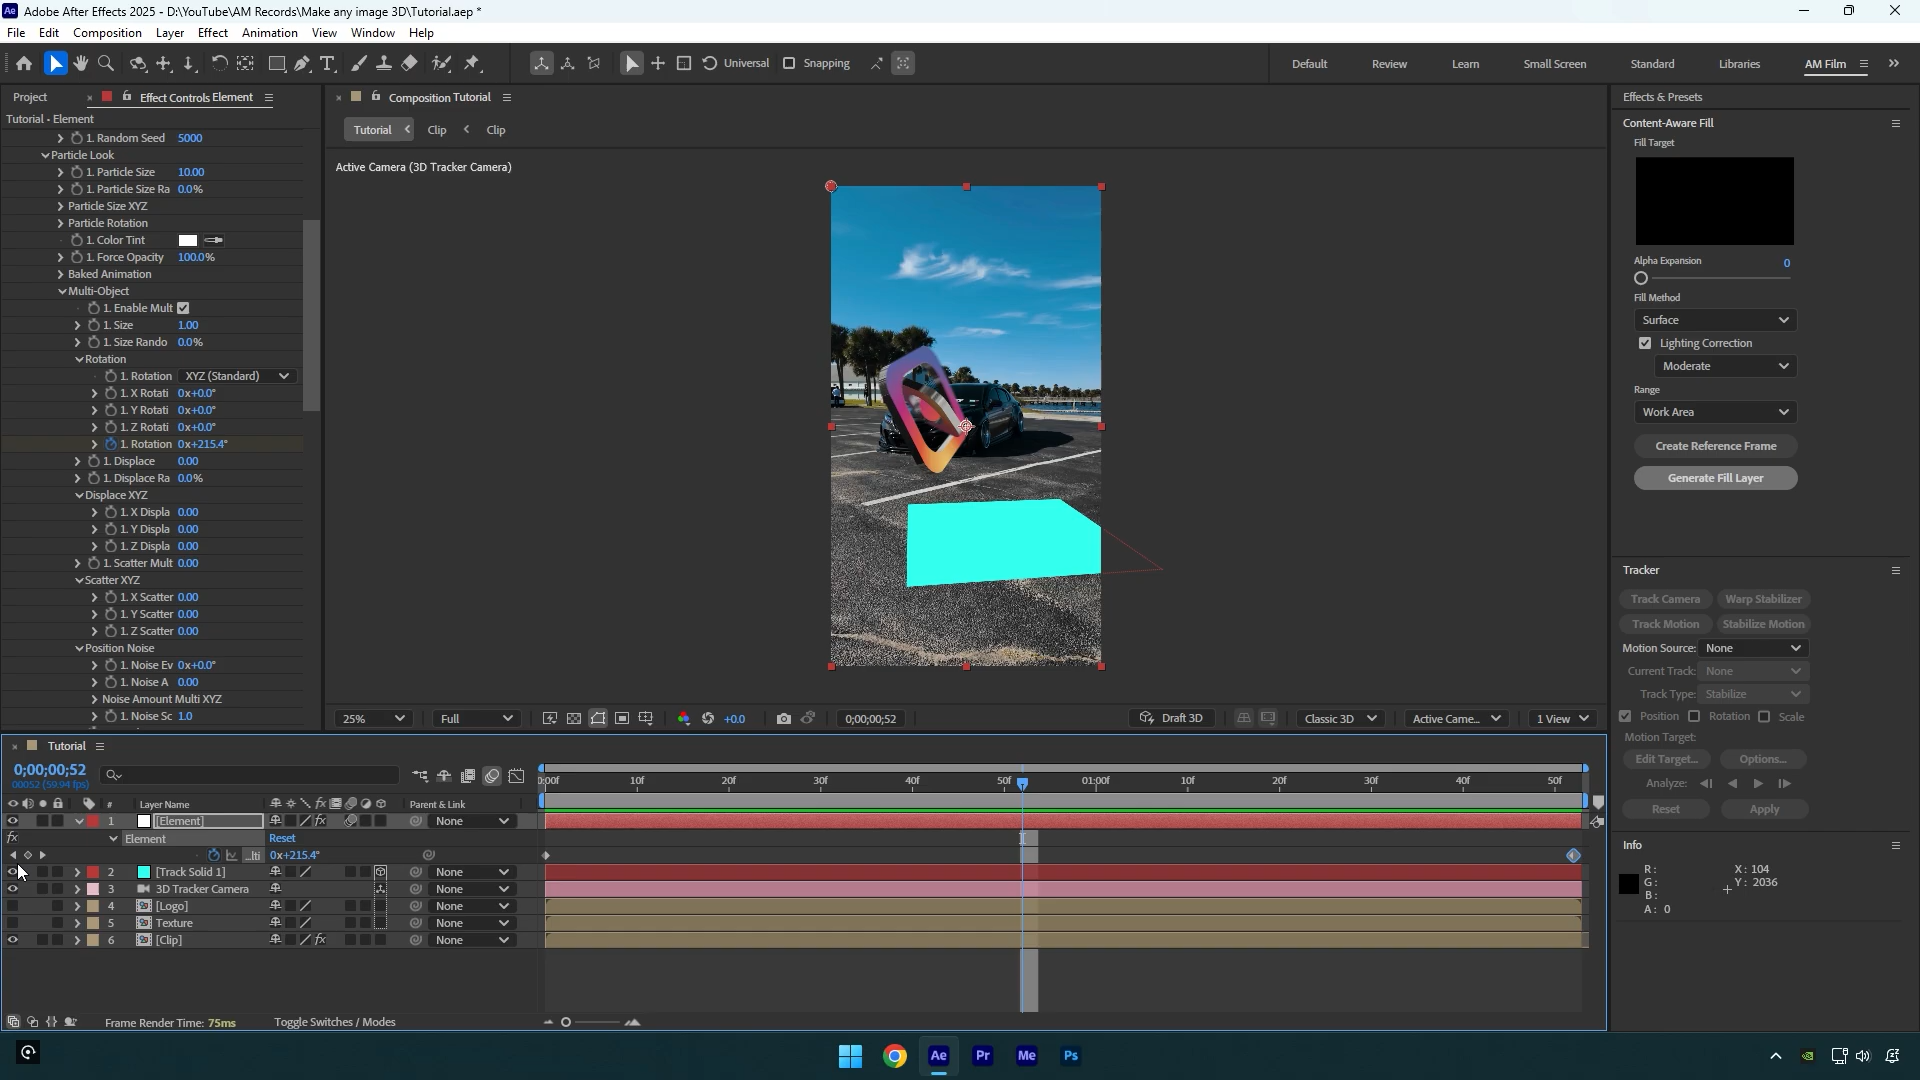 Adobe After Effects 2025 - D:\YouTube\AM Records\Make any image 3D\Tutorial.aep *
File Edit Composition Layer Effect Animation View Window Help
Universal Snapping Default Review Learn Small Screen Standard Libraries AM Film
Project Effect Controls Element
Tutorial - Element
1. Random Seed 5000
Particle Look
1. Particle Size 10.00
1. Particle Size Ra 0.0%
Particle Size XYZ
Particle Rotation
1. Color Tint
1. Force Opacity 100.0%
Baked Animation
Multi-Object
1. Enable Mult
1. Size 1.00
1. Size Rando 0.0%
Rotation
1. Rotation XYZ (Standard)
1. X Rotati 0x+0.0°
1. Y Rotati 0x+0.0°
1. Z Rotati 0x+0.0°
1. Rotation 0x+215.4°
1. Displace 0.00
1. Displace Ra 0.0%
Displace XYZ
1. X Displa 0.00
1. Y Displa 0.00
1. Z Displa 0.00
1. Scatter Mult 0.00
Scatter XYZ
1. X Scatter 0.00
1. Y Scatter 0.00
1. Z Scatter 0.00
Position Noise
1. Noise Ev 0x+0.0°
1. Noise A 0.00
Noise Amount Multi XYZ
1. Noise Sc 1.0
Composition Tutorial
Tutorial Clip Clip
Active Camera (3D Tracker Camera)
25% Full +0.0 0;00;00;52 Draft 3D Classic 3D Active Came... 1 View
Effects & Presets
Content-Aware Fill
Fill Target
Alpha Expansion 0
Fill Method
Surface
Lighting Correction
Moderate
Range
Work Area
Create Reference Frame
Generate Fill Layer
Tracker
Track Camera Warp Stabilizer
Track Motion Stabilize Motion
Motion Source: None
Current Track: None
Track Type: Stabilize
Position Rotation Scale
Motion Target:
Edit Target... Options...
Analyze:
Reset Apply
Info
R: X: 104
G: Y: 2036
B:
A: 0
Tutorial
0;00;00;52
00052 (59.94 fps)
0:00f 10f 20f 30f 40f 50f 01:00f 10f 20f 30f 40f 50f
# Layer Name Parent & Link
1 [Element] None
Element Reset
...lti 0x+215.4°
2 [Track Solid 1] None
3 3D Tracker Camera None
4 [Logo] None
5 Texture None
6 [Clip] None
Frame Render Time: 75ms Toggle Switches / Modes
Ae Pr Me Ps